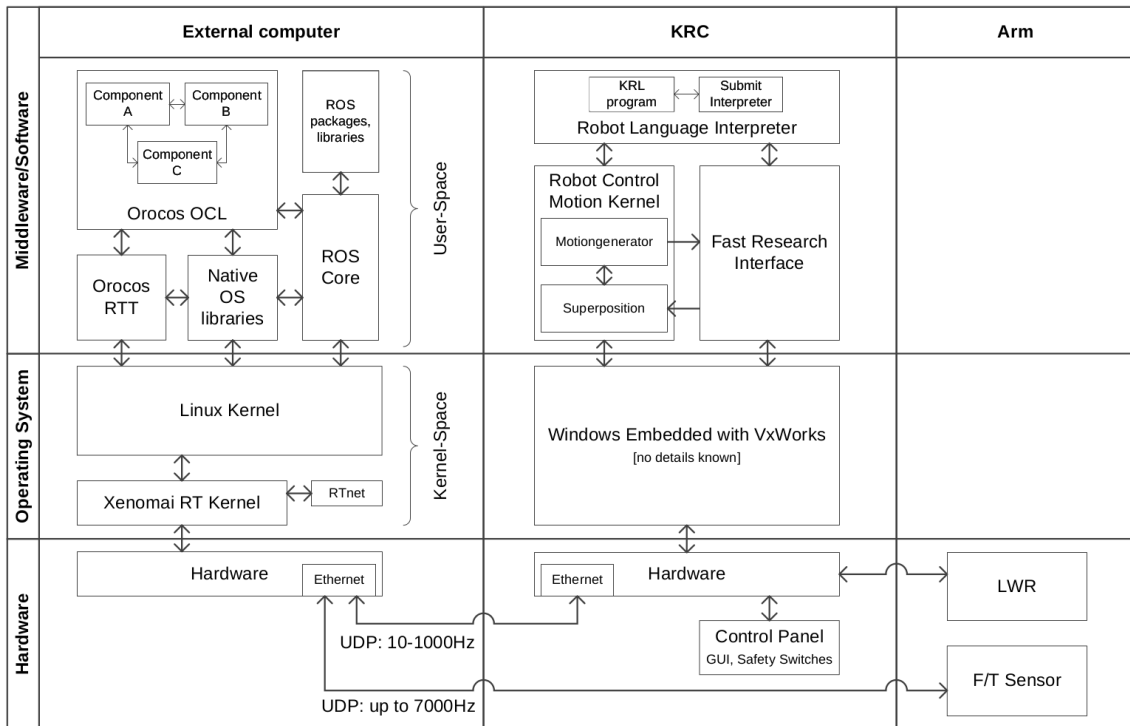 External computer
KRC
Arm
Middleware/Software
Component
A
Component
B
Component
C
Orocos OCL
ROS
packages,
libraries
Orocos
RTT
Native
OS
libraries
ROS
Core
User-Space
KRL
program
Submit
Interpreter
Robot Language Interpreter
Robot Control
Motion Kernel
Motiongenerator
Superposition
Fast Research
Interface
Operating System
Linux Kernel
Xenomai RT Kernel
RTnet
Kernel-Space
Windows Embedded with VxWorks
[no details known]
Hardware
Hardware
Ethernet
Ethernet
Hardware
LWR
UDP: 10-1000Hz
Control Panel
GUI, Safety Switches
F/T Sensor
UDP: up to 7000Hz